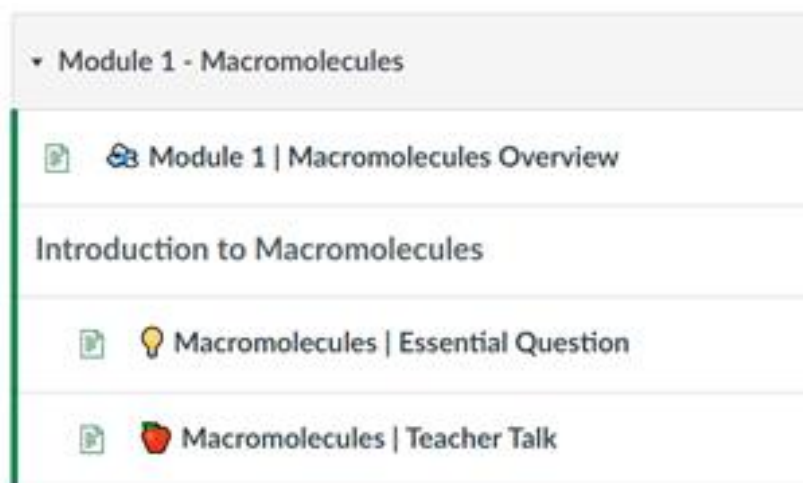 Module 1 - Macromolecules
Module 1 | Macromolecules Overview
Introduction to Macromolecules
Macromolecules | Essential Question
Macromolecules | Teacher Talk